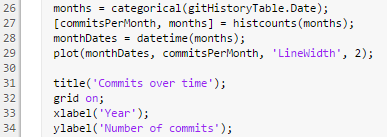 26 months = categorical(gitHistoryTable.Date);
27 [commitsPerMonth, months] = histcounts(months);
28 monthDates = datetime(months);
29 plot(monthDates, commitsPerMonth, 'LineWidth', 2);
30
31 title('Commits over time');
32 grid on;
33 xlabel('Year');
34 ylabel('Number of commits');